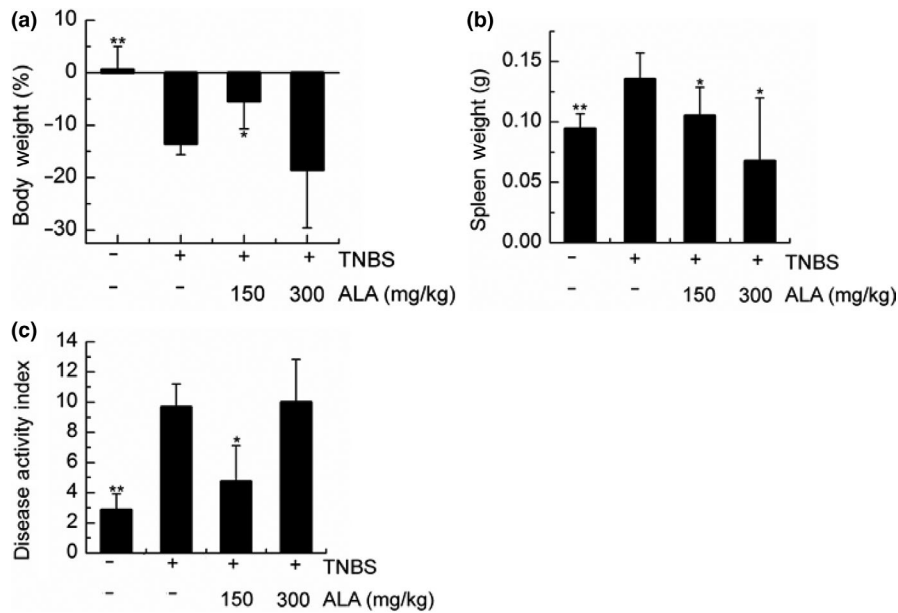 (a)
Body weight (%)
10
0
−10
−20
−30
**
*
− + + + TNBS
− − 150 300 ALA (mg/kg)
(b)
Spleen weight (g)
0.15
0.10
0.05
0.00
**
*
*
− + + + TNBS
− − 150 300 ALA (mg/kg)
(c)
Disease activity index
14
12
10
8
6
4
2
0
**
*
− + + + TNBS
− − 150 300 ALA (mg/kg)